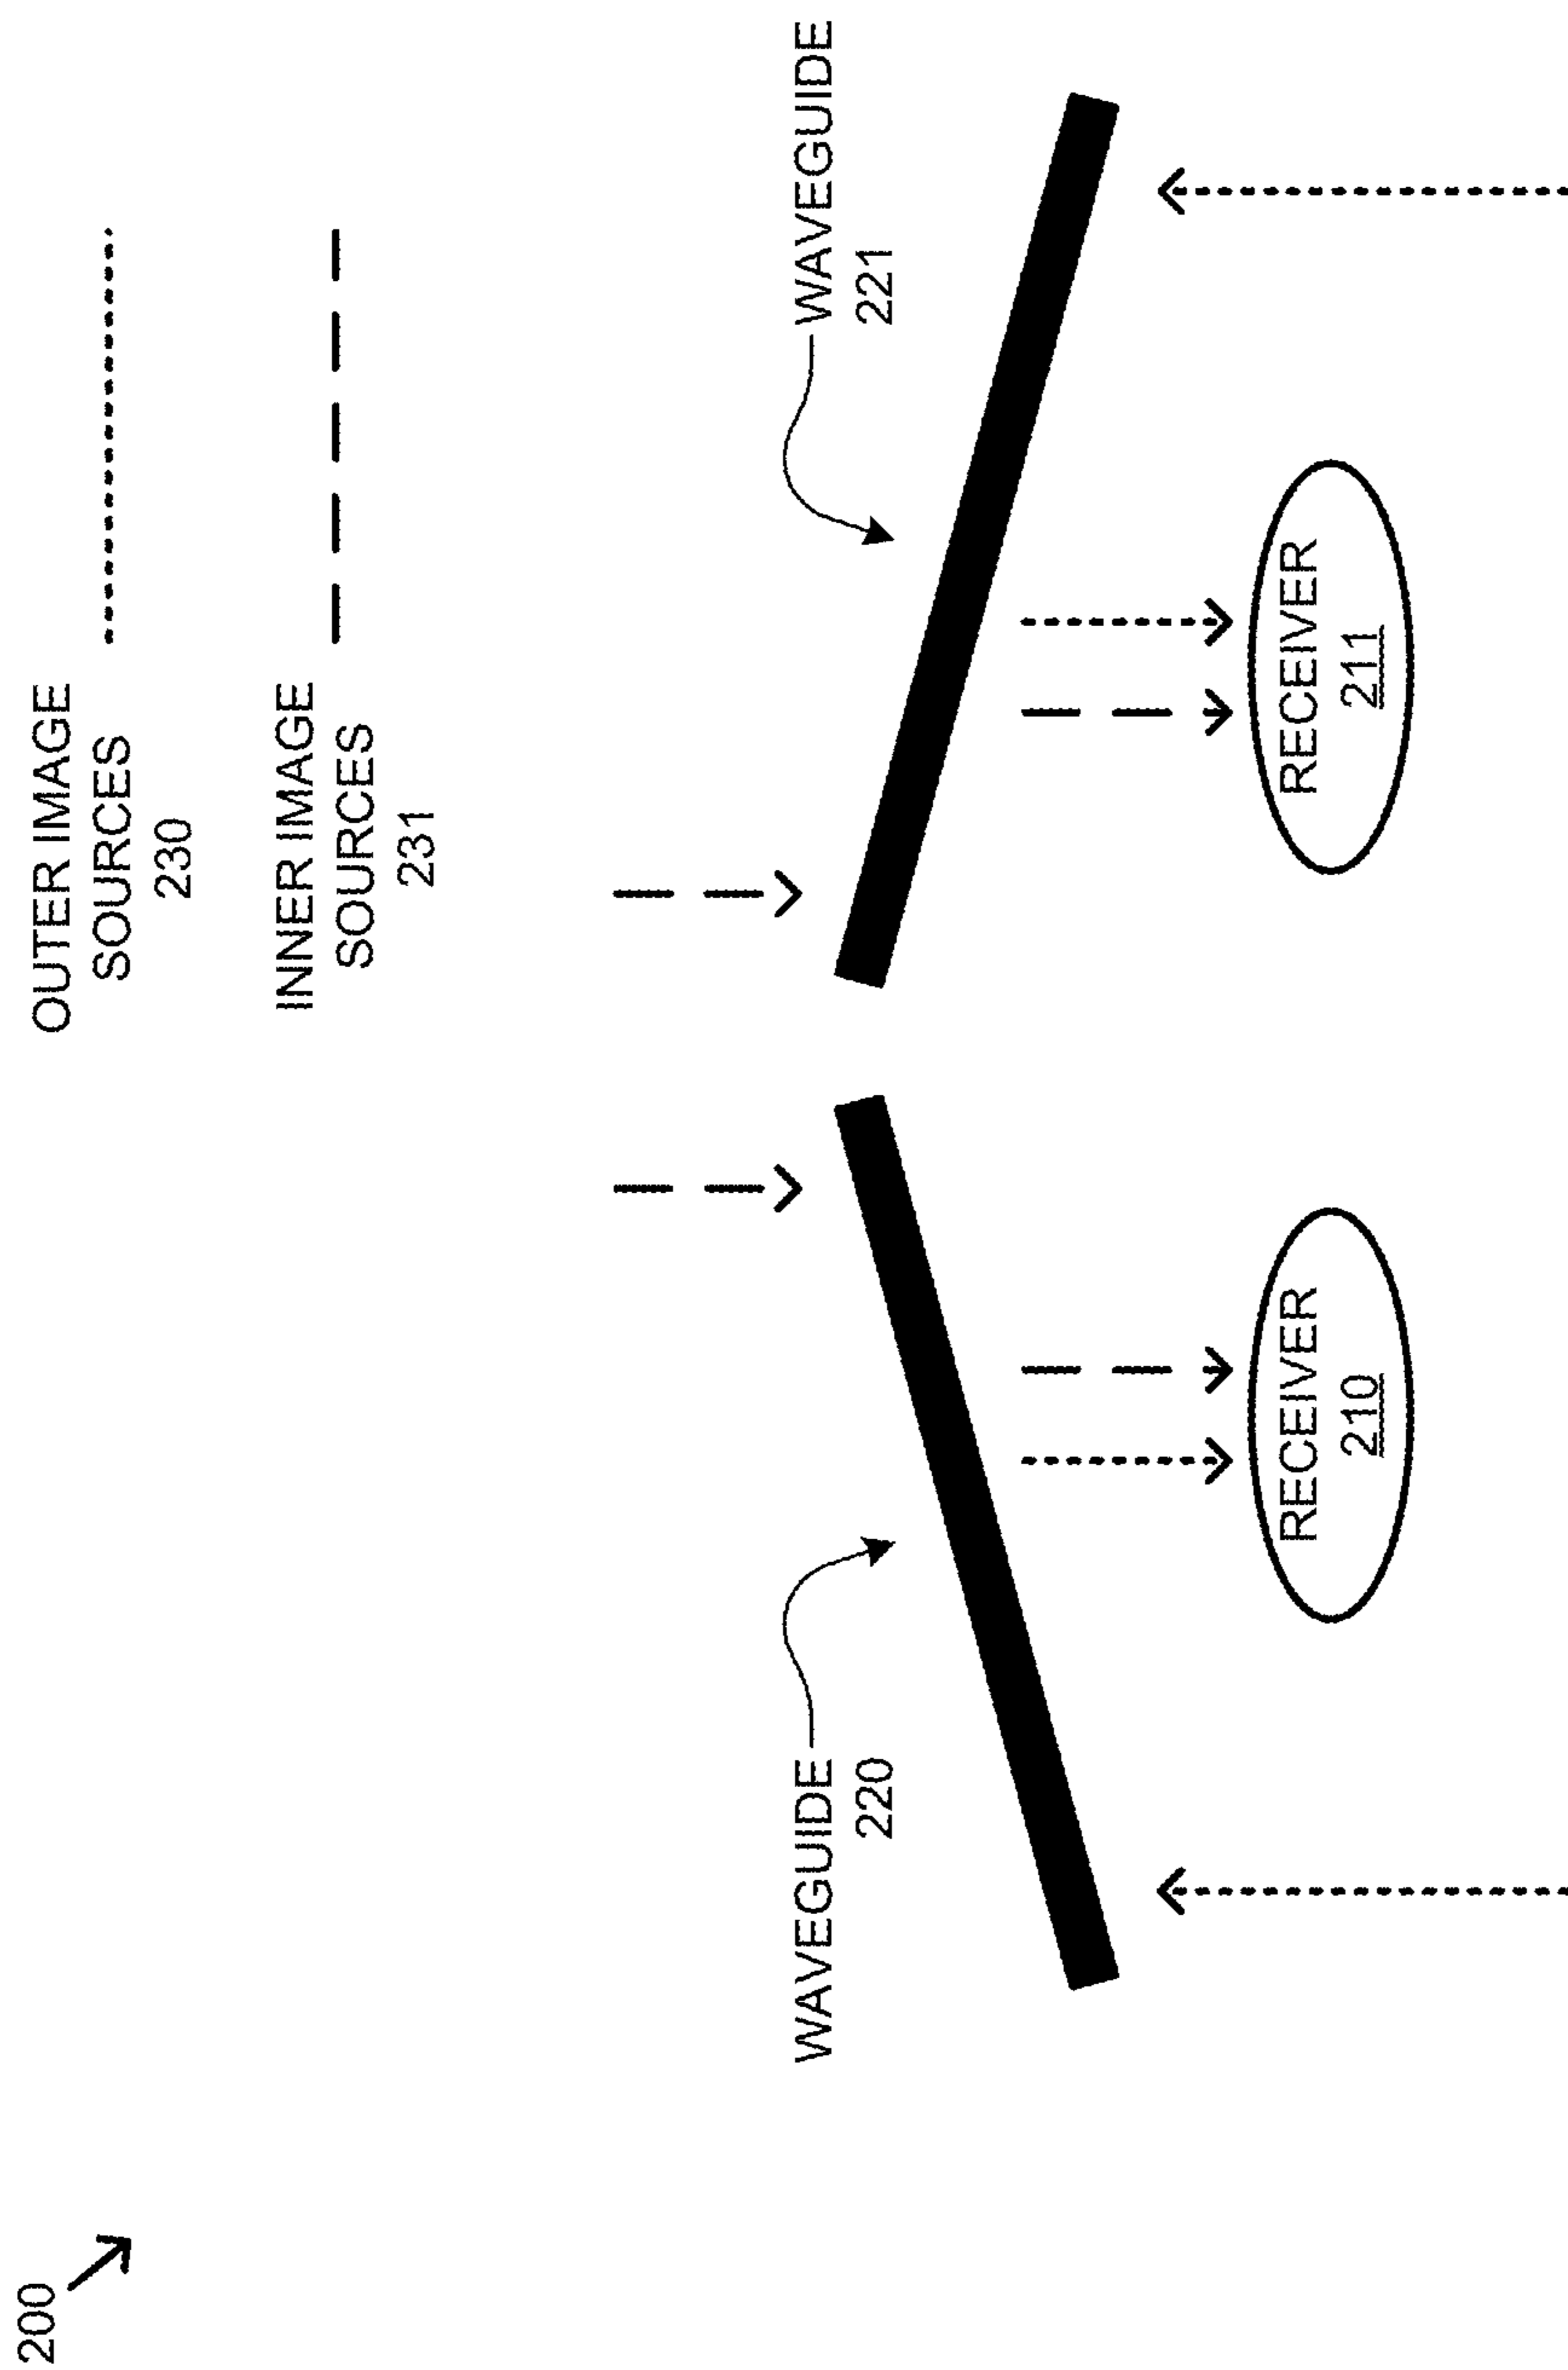 200
OUTER IMAGE
SOURCES
230
INNER IMAGE
SOURCES
231
WAVEGUIDE
220
WAVEGUIDE
221
RECEIVER
210
RECEIVER
211